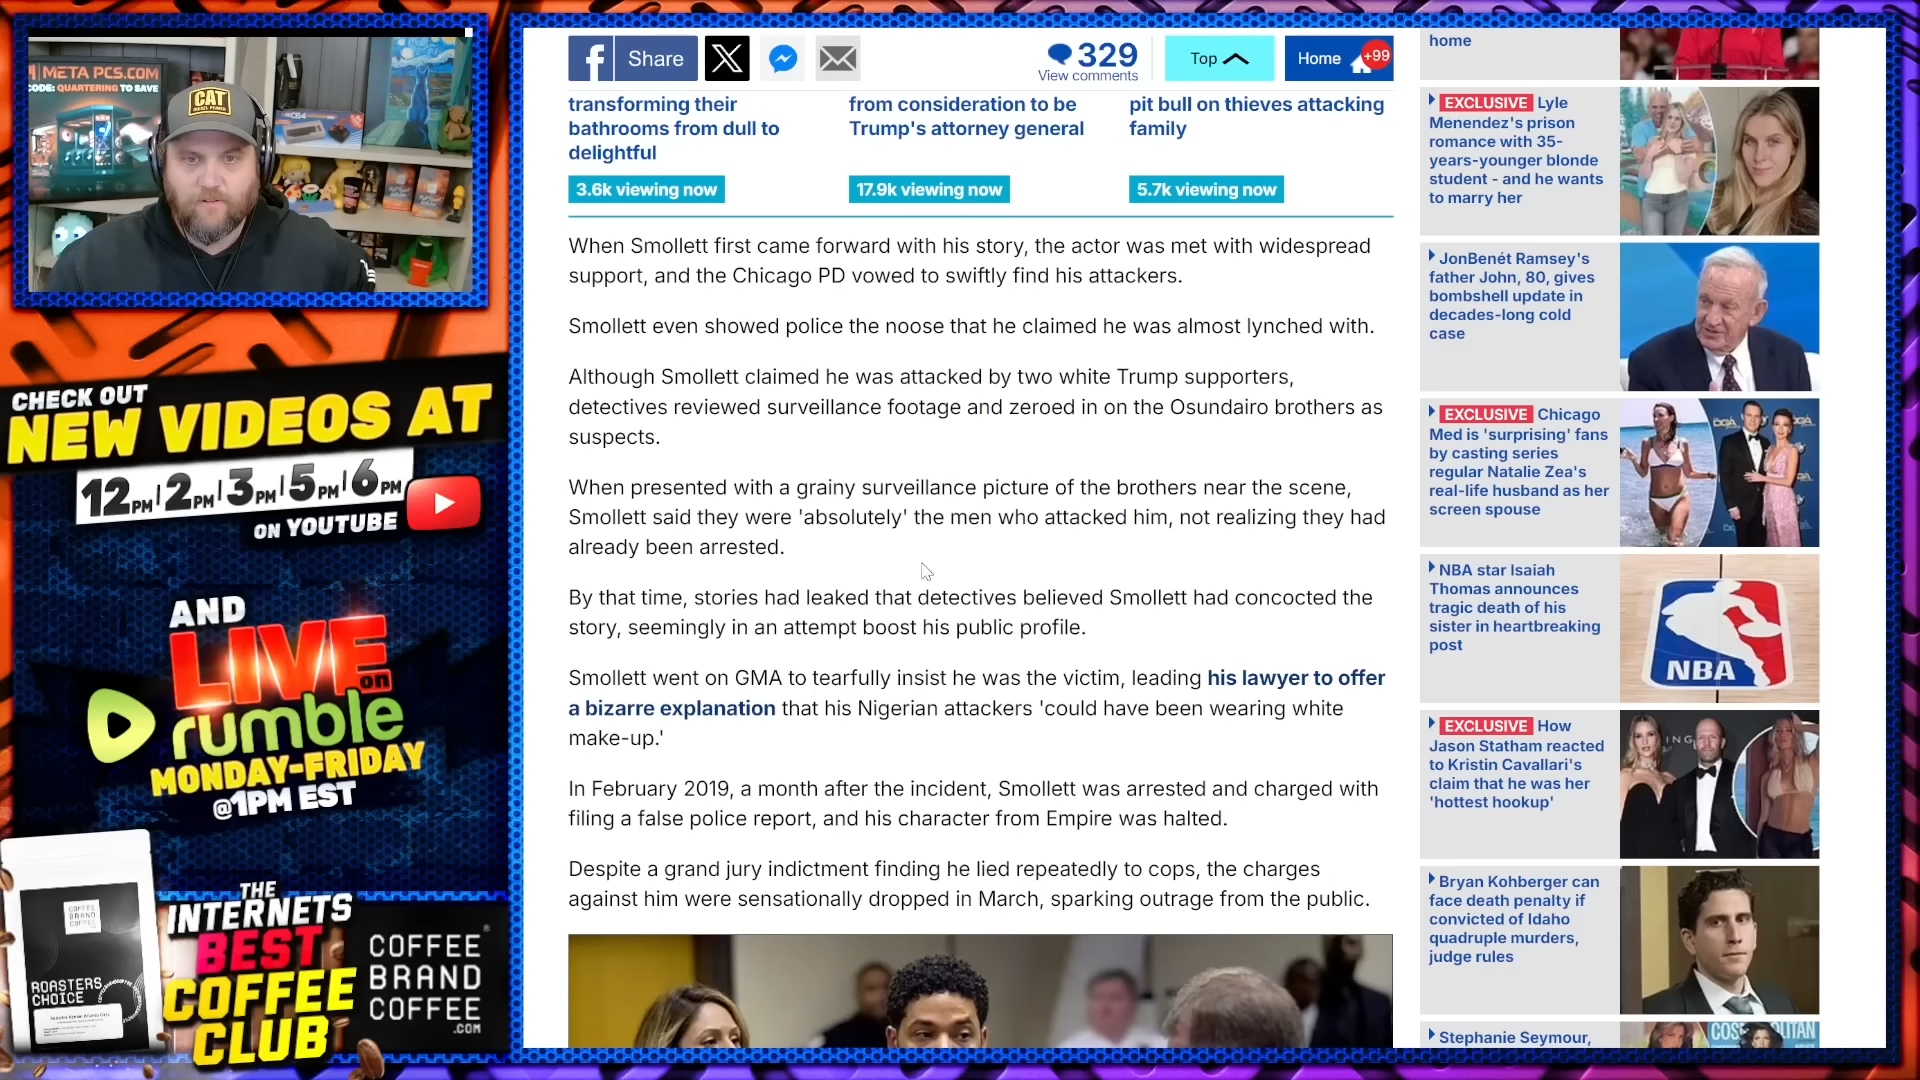 META PCS.COM
CODE: QUARTERING TO SAVE
CAT
DIESEL POWER
CHECK OUT
NEW VIDEOS AT
12PM|2PM|3PM|5PM|6PM
ON YOUTUBE
AND
LIVE on
rumble
MONDAY-FRIDAY
@1PM EST
THE
INTERNETS
BEST
COFFEE
CLUB
COFFEE
BRAND
COFFEE
ROASTERS
CHOICE
COFFEE
BRAND
COFFEE
.COM
Share
329
View comments
Top
Home
+99
transforming their
bathrooms from dull to
delightful
3.6k viewing now
from consideration to be
Trump's attorney general
17.9k viewing now
pit bull on thieves attacking
family
5.7k viewing now
When Smollett first came forward with his story, the actor was met with widespread
support, and the Chicago PD vowed to swiftly find his attackers.
Smollett even showed police the noose that he claimed he was almost lynched with.
Although Smollett claimed he was attacked by two white Trump supporters,
detectives reviewed surveillance footage and zeroed in on the Osundairo brothers as
suspects.
When presented with a grainy surveillance picture of the brothers near the scene,
Smollett said they were 'absolutely' the men who attacked him, not realizing they had
already been arrested.
By that time, stories had leaked that detectives believed Smollett had concocted the
story, seemingly in an attempt boost his public profile.
Smollett went on GMA to tearfully insist he was the victim, leading his lawyer to offer
a bizarre explanation that his Nigerian attackers 'could have been wearing white
make-up.'
In February 2019, a month after the incident, Smollett was arrested and charged with
filing a false police report, and his character from Empire was halted.
Despite a grand jury indictment finding he lied repeatedly to cops, the charges
against him were sensationally dropped in March, sparking outrage from the public.
home
EXCLUSIVE Lyle
Menendez's prison
romance with 35-
years-younger blonde
student - and he wants
to marry her
JonBenét Ramsey's
father John, 80, gives
bombshell update in
decades-long cold
case
EXCLUSIVE Chicago
Med is 'surprising' fans
by casting series
regular Natalie Zea's
real-life husband as her
screen spouse
NBA star Isaiah
Thomas announces
tragic death of his
sister in heartbreaking
post
NBA
EXCLUSIVE How
Jason Statham reacted
to Kristin Cavallari's
claim that he was her
'hottest hookup'
Bryan Kohberger can
face death penalty if
convicted of Idaho
quadruple murders,
judge rules
Stephanie Seymour,